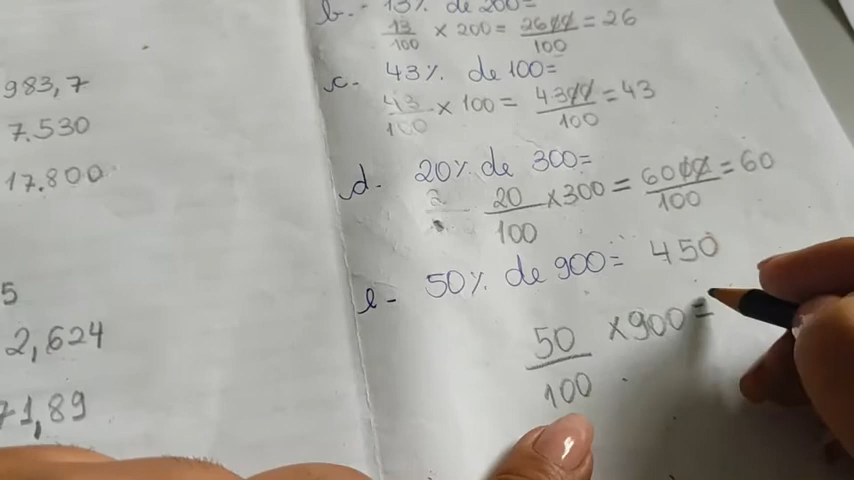 983,7
7.530
17.800
5
2,624
71,89
b- 13% de 200=
13/100 × 200= 2600/100 = 26
c- 43% de 100=
43/100 × 100= 4300/100 = 43
d- 20% de 300=
20/100 ×300= 6000/100 = 60
e- 50% de 900= 450
50/100 ×900=